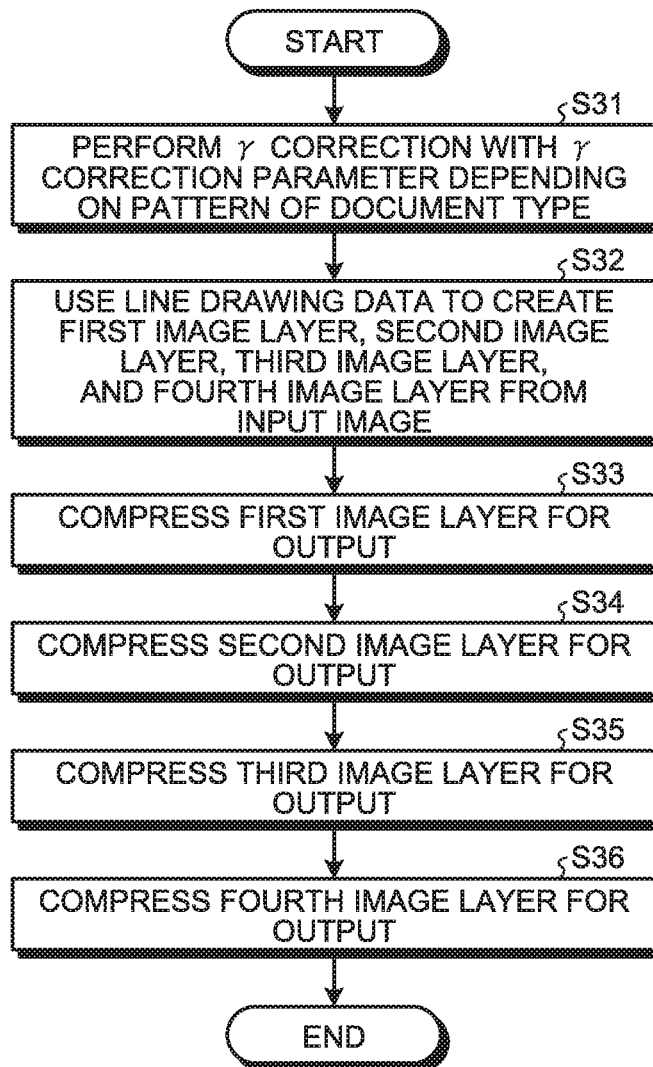 START
S31
PERFORM γ CORRECTION WITH γ
CORRECTION PARAMETER DEPENDING
ON PATTERN OF DOCUMENT TYPE
S32
USE LINE DRAWING DATA TO CREATE
FIRST IMAGE LAYER, SECOND IMAGE
LAYER, THIRD IMAGE LAYER,
AND FOURTH IMAGE LAYER FROM
INPUT IMAGE
S33
COMPRESS FIRST IMAGE LAYER FOR
OUTPUT
S34
COMPRESS SECOND IMAGE LAYER FOR
OUTPUT
S35
COMPRESS THIRD IMAGE LAYER FOR
OUTPUT
S36
COMPRESS FOURTH IMAGE LAYER FOR
OUTPUT
END